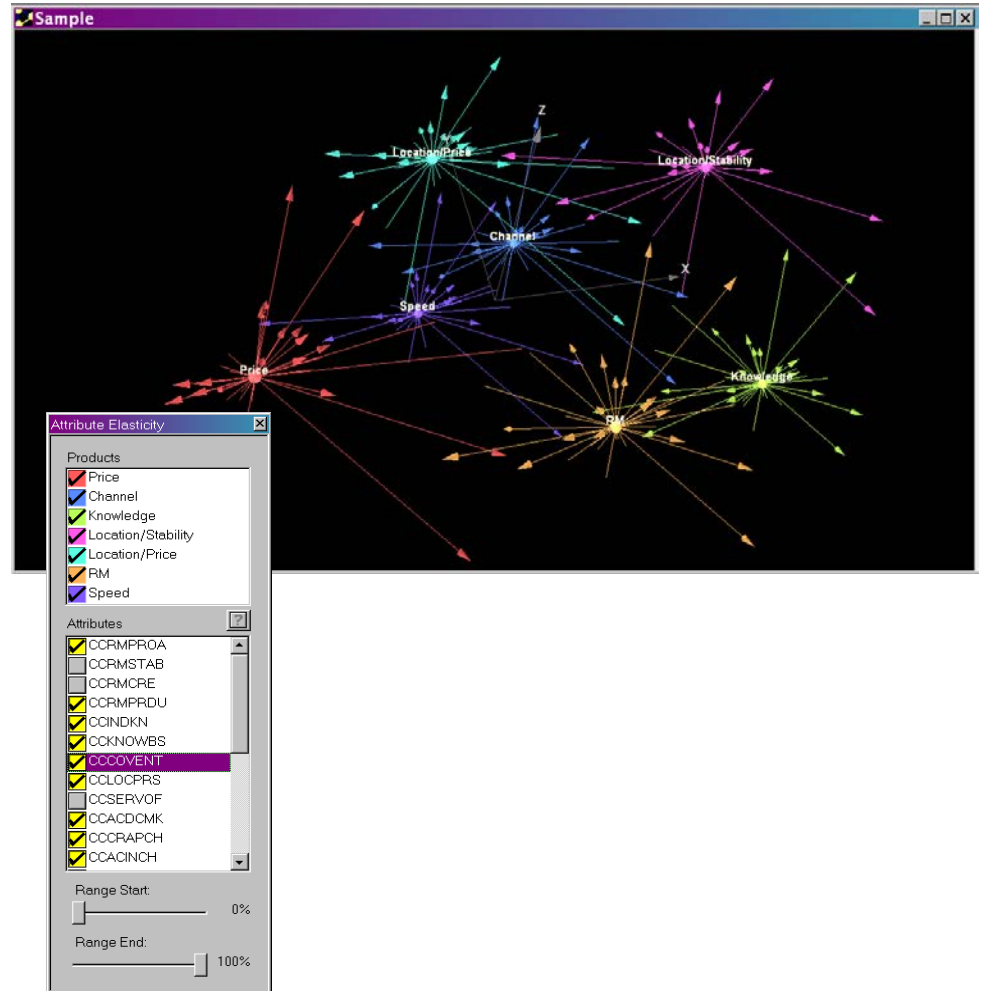 Sample
Z
Location/Price
Location/Stability
Channel
X
Speed
Price
Knowledge
RM
Attribute Elasticity
Products
Price
Channel
Knowledge
Location/Stability
Location/Price
RM
Speed
Attributes
?
CCRMPROA
CCRMSTAB
CCRMCRE
CCRMPRDU
CCINDKN
CCKNOWBS
CCCOVENT
CCLOCPRS
CCSERVOF
CCACDCMK
CCCRAPCH
CCACINCH
Range Start:
0%
Range End:
100%